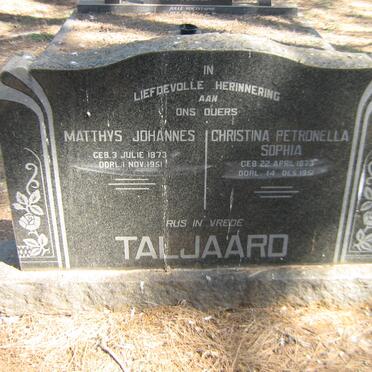 IN
LIEFDEVOLLE HERINNERING
AAN
ONS OUERS
MATTHYS JOHANNES
GEB. 3 JULIE 1873
OORL. 1 NOV. 1951
CHRISTINA PETRONELLA
SOPHIA
GEB. 22 APRIL 1873
OORL. 14 DES. 1951
RUS IN VREDE
TALJAARD